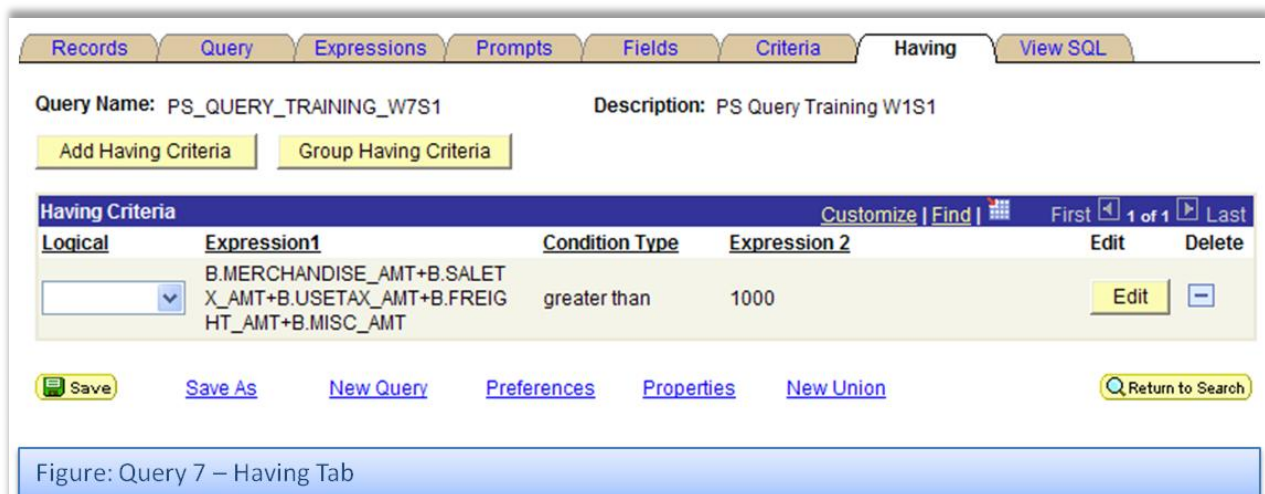 Records Query Expressions Prompts Fields Criteria Having View SQL
Query Name: PS_QUERY_TRAINING_W7S1 Description: PS Query Training W1S1
Add Having Criteria Group Having Criteria
Having Criteria Customize | Find | First 1 of 1 Last
Logical Expression1 Condition Type Expression 2 Edit Delete
B.MERCHANDISE_AMT+B.SALET
X_AMT+B.USETAX_AMT+B.FREIG greater than 1000 Edit
HT_AMT+B.MISC_AMT
Save Save As New Query Preferences Properties New Union Return to Search
Figure: Query 7 – Having Tab